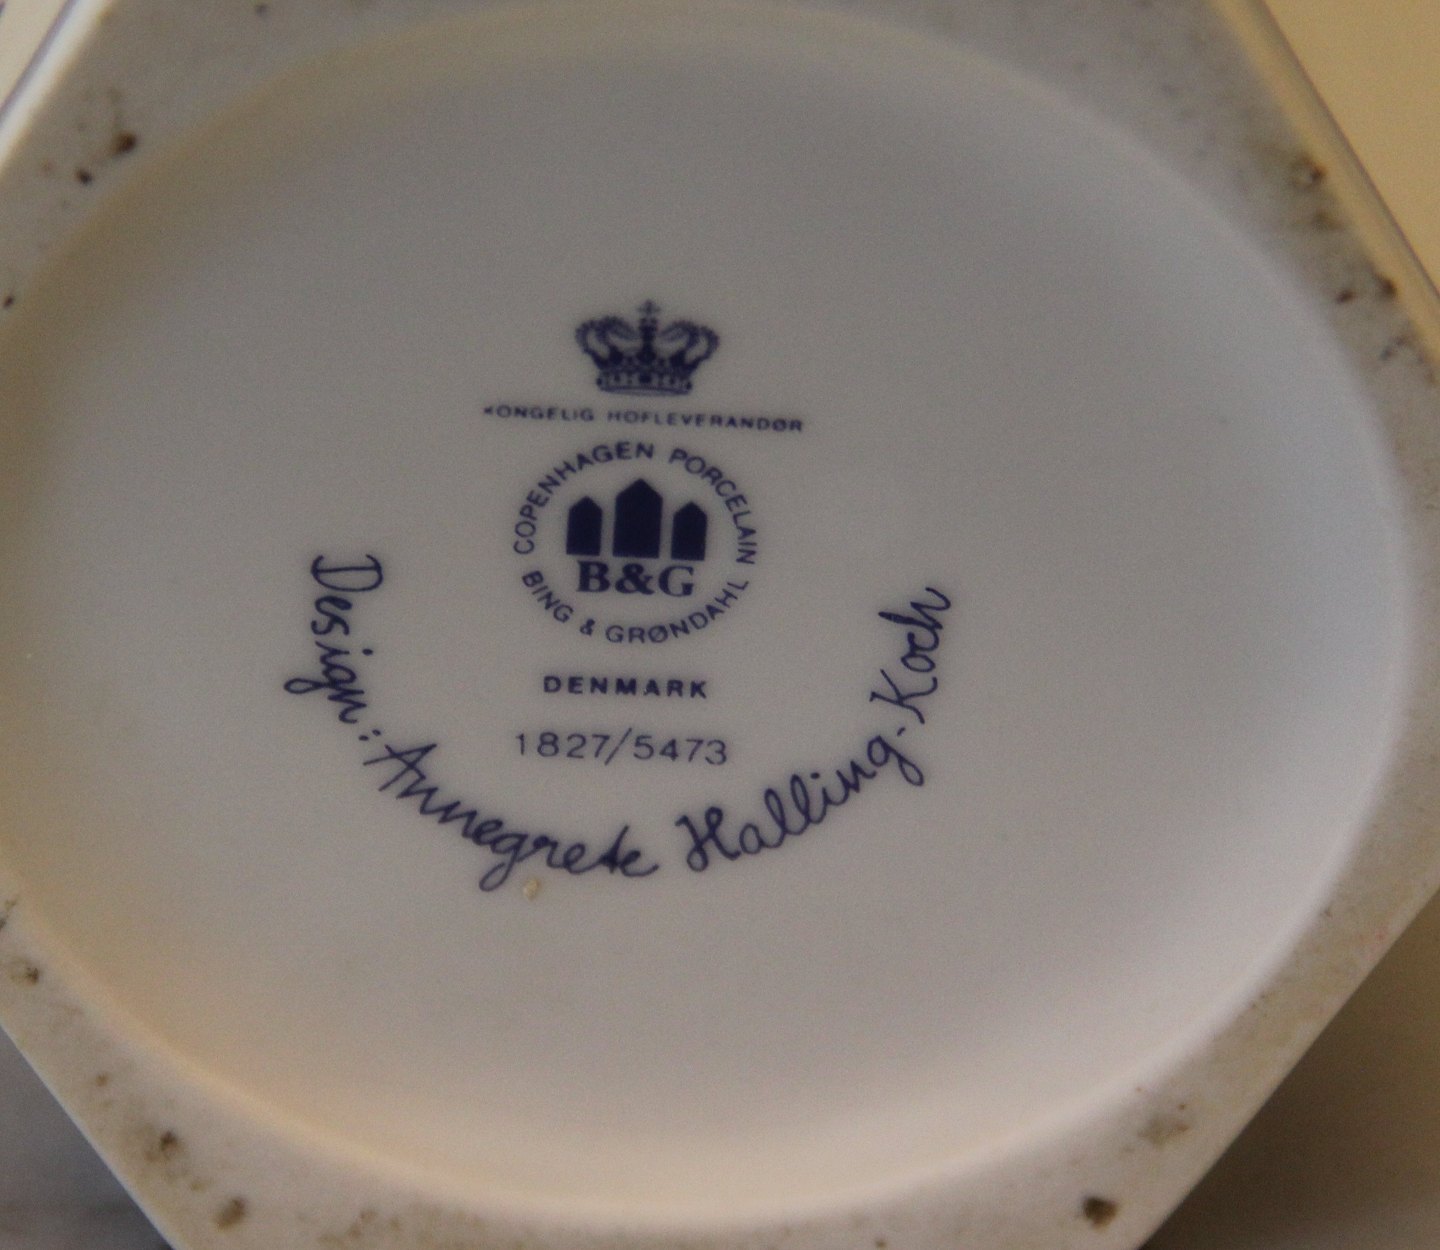 KONGELIG HOFLEVERANDØR
COPENHAGEN PORCELAIN
B&G
BING & GRØNDAHL
DENMARK
1827/5473
Design: Annegrete Halling-Koch